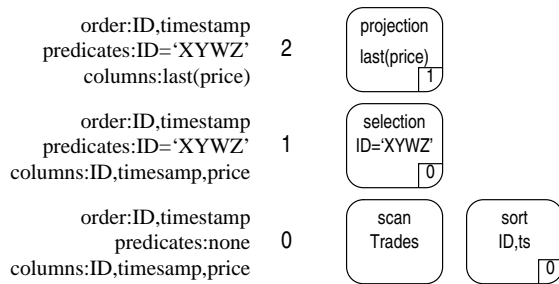 order:ID,timestamp
predicates:ID=‘XYWZ’
columns:last(price)
2
projection
last(price)
1
order:ID,timestamp
predicates:ID=‘XYWZ’
columns:ID,timesamp,price
1
selection
ID=‘XYWZ’
0
order:ID,timestamp
predicates:none
columns:ID,timesamp,price
0
scan
Trades
sort
ID,ts
0